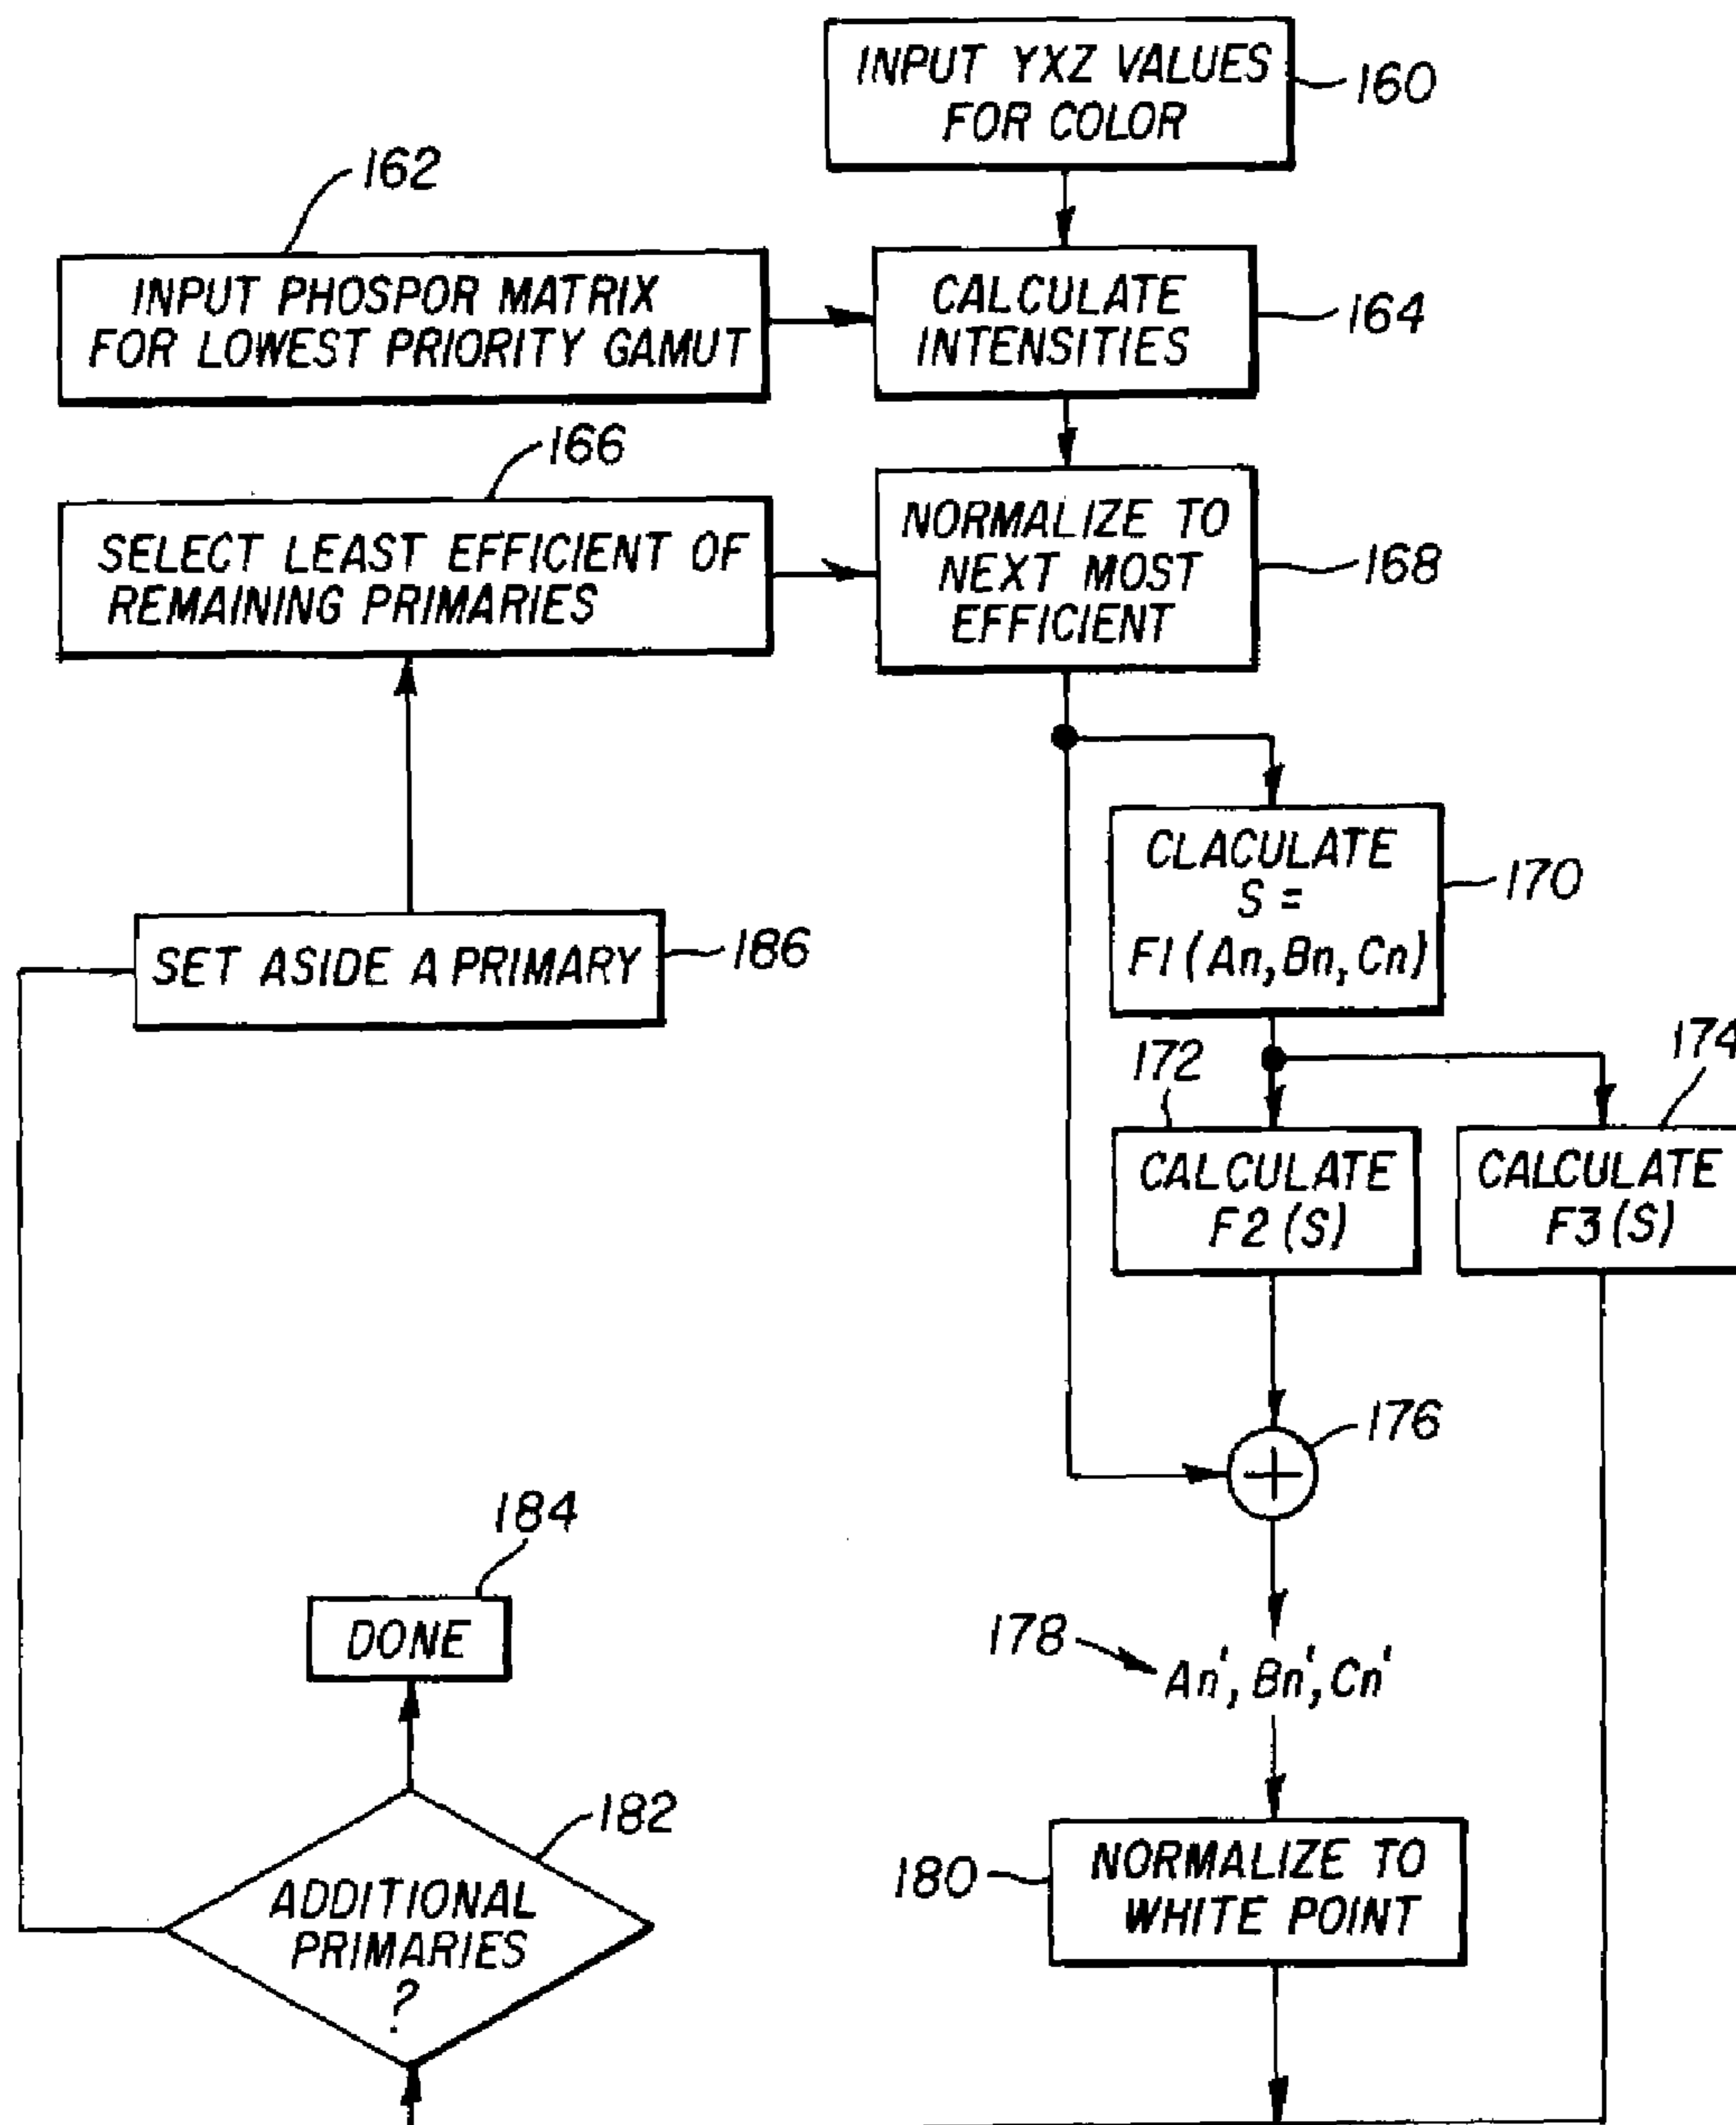 INPUT YXZ VALUES
FOR COLOR
160
162
INPUT PHOSPOR MATRIX
FOR LOWEST PRIORITY GAMUT
CALCULATE
INTENSITIES
164
166
SELECT LEAST EFFICIENT OF
REMAINING PRIMARIES
NORMALIZE TO
NEXT MOST
EFFICIENT
168
CLACULATE
S =
F1 (An, Bn, Cn)
170
SET ASIDE A PRIMARY
186
172
174
CALCULATE
F2 (S)
CALCULATE
F3 (S)
176
+
184
DONE
178
An', Bn', Cn'
182
ADDITIONAL
PRIMARIES
?
180
NORMALIZE TO
WHITE POINT